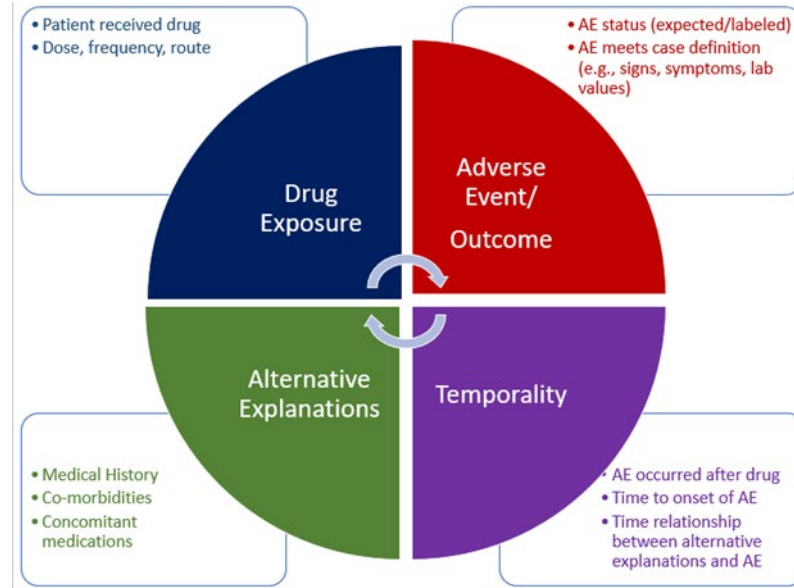 • Patient received drug
• Dose, frequency, route
• AE status (expected/labeled)
• AE meets case definition
(e.g., signs, symptoms, lab
values)
Drug
Exposure
Adverse
Event/
Outcome
Alternative
Explanations
Temporality
• Medical History
• Co-morbidities
• Concomitant
medications
• AE occurred after drug
• Time to onset of AE
• Time relationship
between alternative
explanations and AE